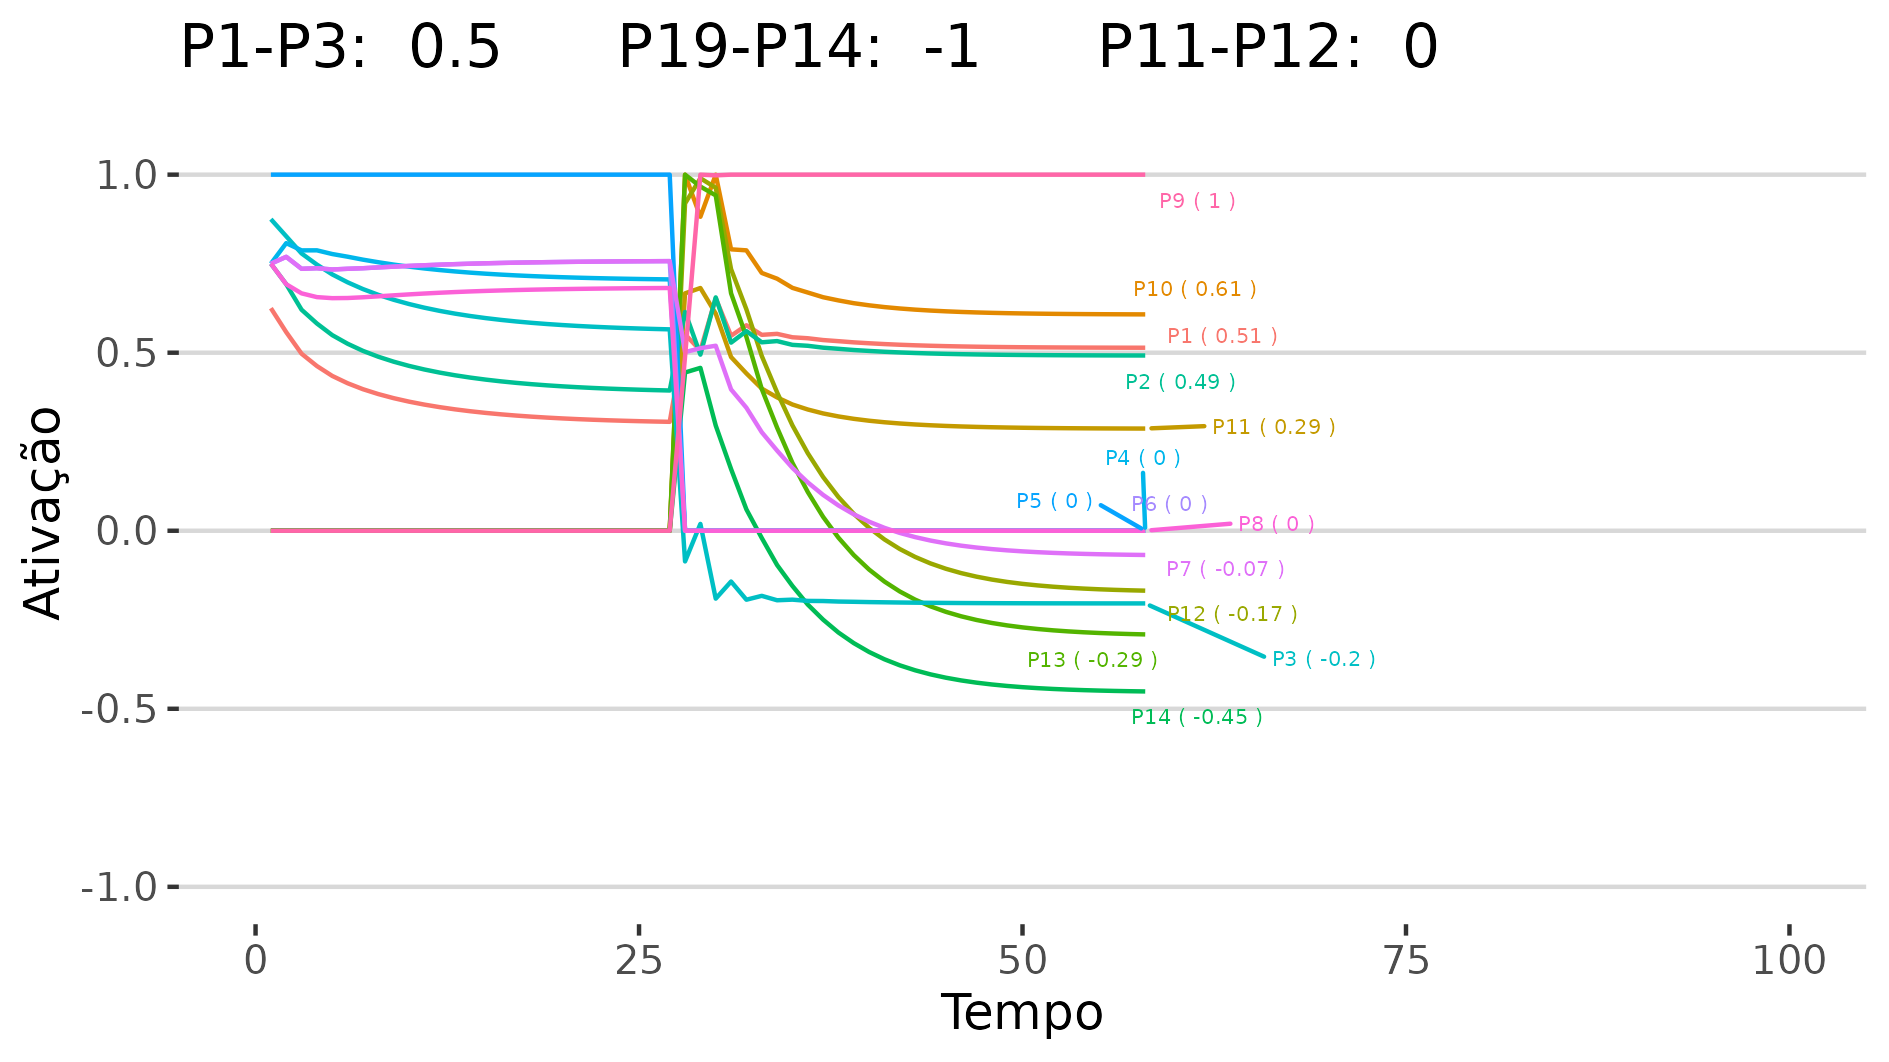 P1-P3: 0.5 P19-P14: -1 P11-P12: 0
1.0
P9 ( 1 )
P10 ( 0.61 )
P1 ( 0.51 )
0.5
P2 ( 0.49 )
P11 ( 0.29 )
P4 ( 0 )
P5 ( 0 )
P6 ( 0 )
P8 ( 0 )
0.0
P7 ( -0.07 )
P12 ( -0.17 )
P13 ( -0.29 )
P3 ( -0.2 )
-0.5
P14 ( -0.45 )
-1.0
Ativação
0 25 50 75 100
Tempo